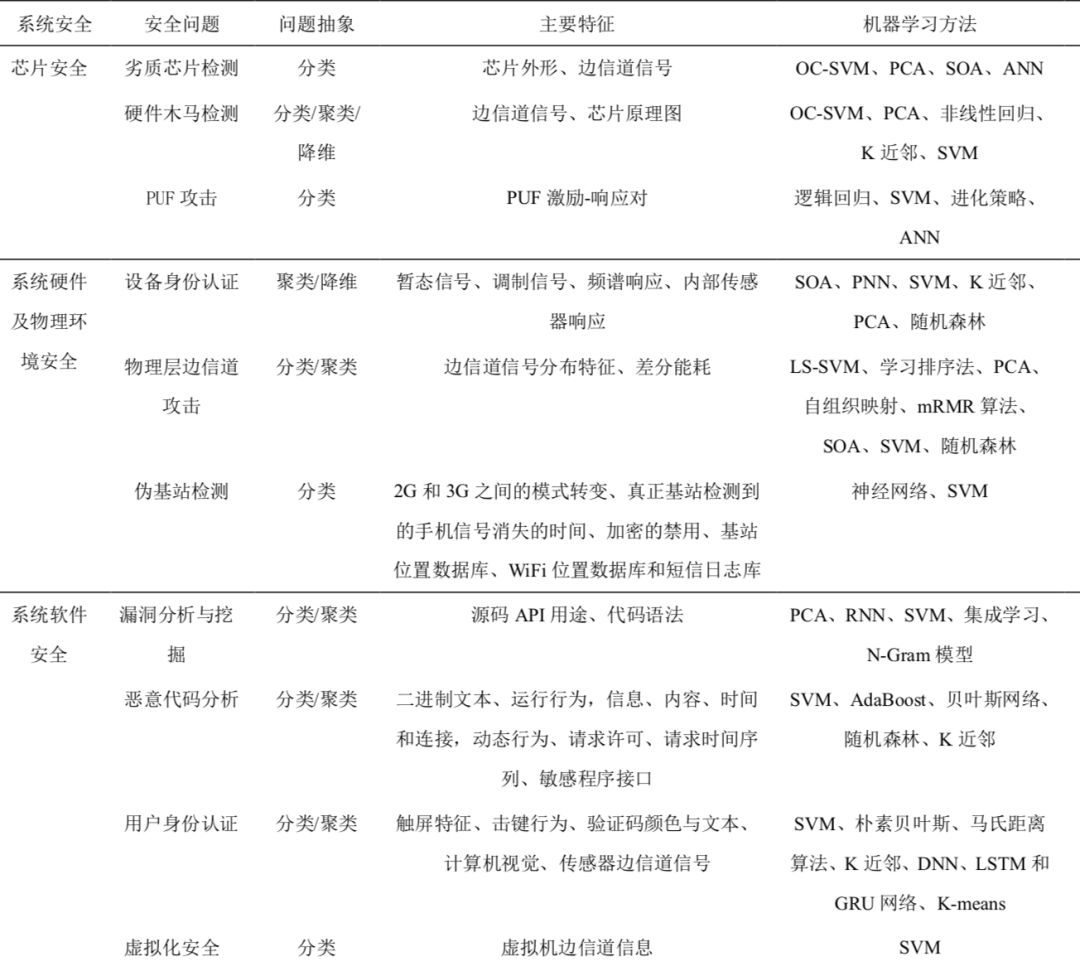 系统安全 安全问题 问题抽象 主要特征 机器学习方法
芯片安全 劣质芯片检测 分类 芯片外形、边信道信号 OC-SVM、PCA、SOA、ANN
硬件木马检测 分类/聚类/ 边信道信号、芯片原理图 OC-SVM、PCA、非线性回归、
降维 K 近邻、SVM
PUF 攻击 分类 PUF 激励-响应对 逻辑回归、SVM、进化策略、
ANN
系统硬件 设备身份认证 聚类/降维 暂态信号、调制信号、频谱响应、内部传感 SOA、PNN、SVM、K 近邻、
及物理环 器响应 PCA、随机森林
境安全 物理层边信道 分类/聚类 边信道信号分布特征、差分能耗 LS-SVM、学习排序法、PCA、
攻击 自组织映射、mRMR 算法、
SOA、SVM、随机森林
伪基站检测 分类 2G 和 3G 之间的模式转变、真正基站检测到 神经网络、SVM
的手机信号消失的时间、加密的禁用、基站
位置数据库、WiFi 位置数据库和短信日志库
系统软件 漏洞分析与挖 分类/聚类 源码 API 用途、代码语法 PCA、RNN、SVM、集成学习、
安全 掘 N-Gram 模型
恶意代码分析 分类/聚类 二进制文本、运行行为，信息、内容、时间 SVM、AdaBoost、贝叶斯网络、
和连接，动态行为、请求许可、请求时间序 随机森林、K 近邻
列、敏感程序接口
用户身份认证 分类/聚类 触屏特征、击键行为、验证码颜色与文本、 SVM、朴素贝叶斯、马氏距离
计算机视觉、传感器边信道信号 算法、K 近邻、DNN、LSTM 和
GRU 网络、K-means
虚拟化安全 分类 虚拟机边信道信息 SVM